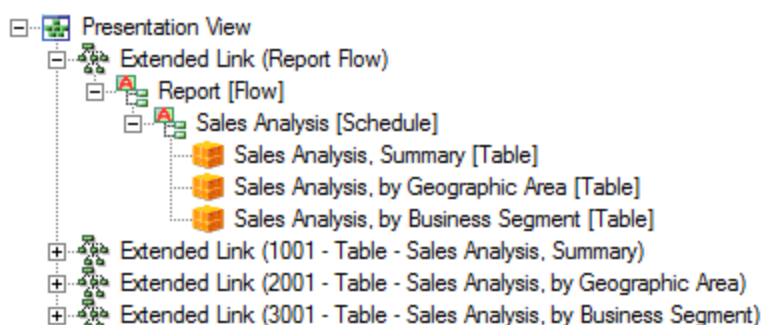 Presentation View
Extended Link (Report Flow)
Report [Flow]
Sales Analysis [Schedule]
Sales Analysis, Summary [Table]
Sales Analysis, by Geographic Area [Table]
Sales Analysis, by Business Segment [Table]
Extended Link (1001 - Table - Sales Analysis, Summary)
Extended Link (2001 - Table - Sales Analysis, by Geographic Area)
Extended Link (3001 - Table - Sales Analysis, by Business Segment)